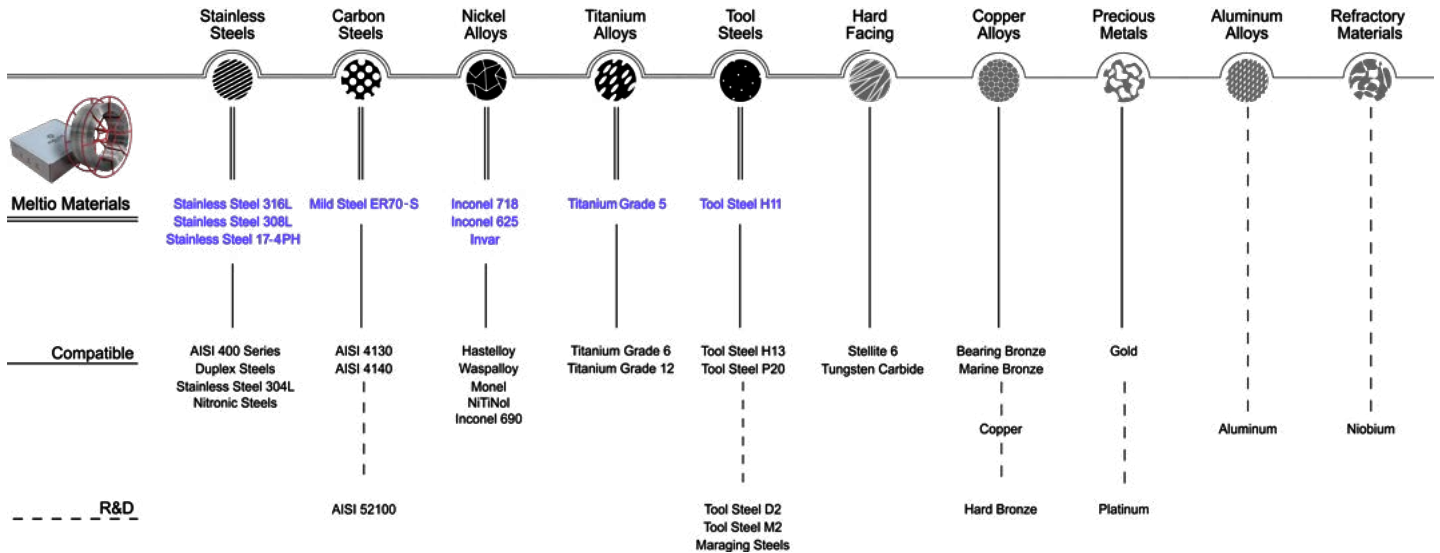 Stainless
Steels
Carbon
Steels
Nickel
Alloys
Titanium
Alloys
Tool
Steels
Hard
Facing
Copper
Alloys
Precious
Metals
Aluminum
Alloys
Refractory
Materials
Meltio Materials
Stainless Steel 316L
Stainless Steel 308L
Stainless Steel 17-4PH
Mild Steel ER70-S
Inconel 718
Inconel 625
Invar
Titanium Grade 5
Tool Steel H11
Compatible
AISI 400 Series
Duplex Steels
Stainless Steel 304L
Nitronic Steels
AISI 4130
AISI 4140
Hastelloy
Waspalloy
Monel
NiTiNol
Inconel 690
Titanium Grade 6
Titanium Grade 12
Tool Steel H13
Tool Steel P20
Stellite 6
Tungsten Carbide
Bearing Bronze
Marine Bronze
Gold
Copper
Aluminum
Niobium
R&D
AISI 52100
Tool Steel D2
Tool Steel M2
Maraging Steels
Hard Bronze
Platinum